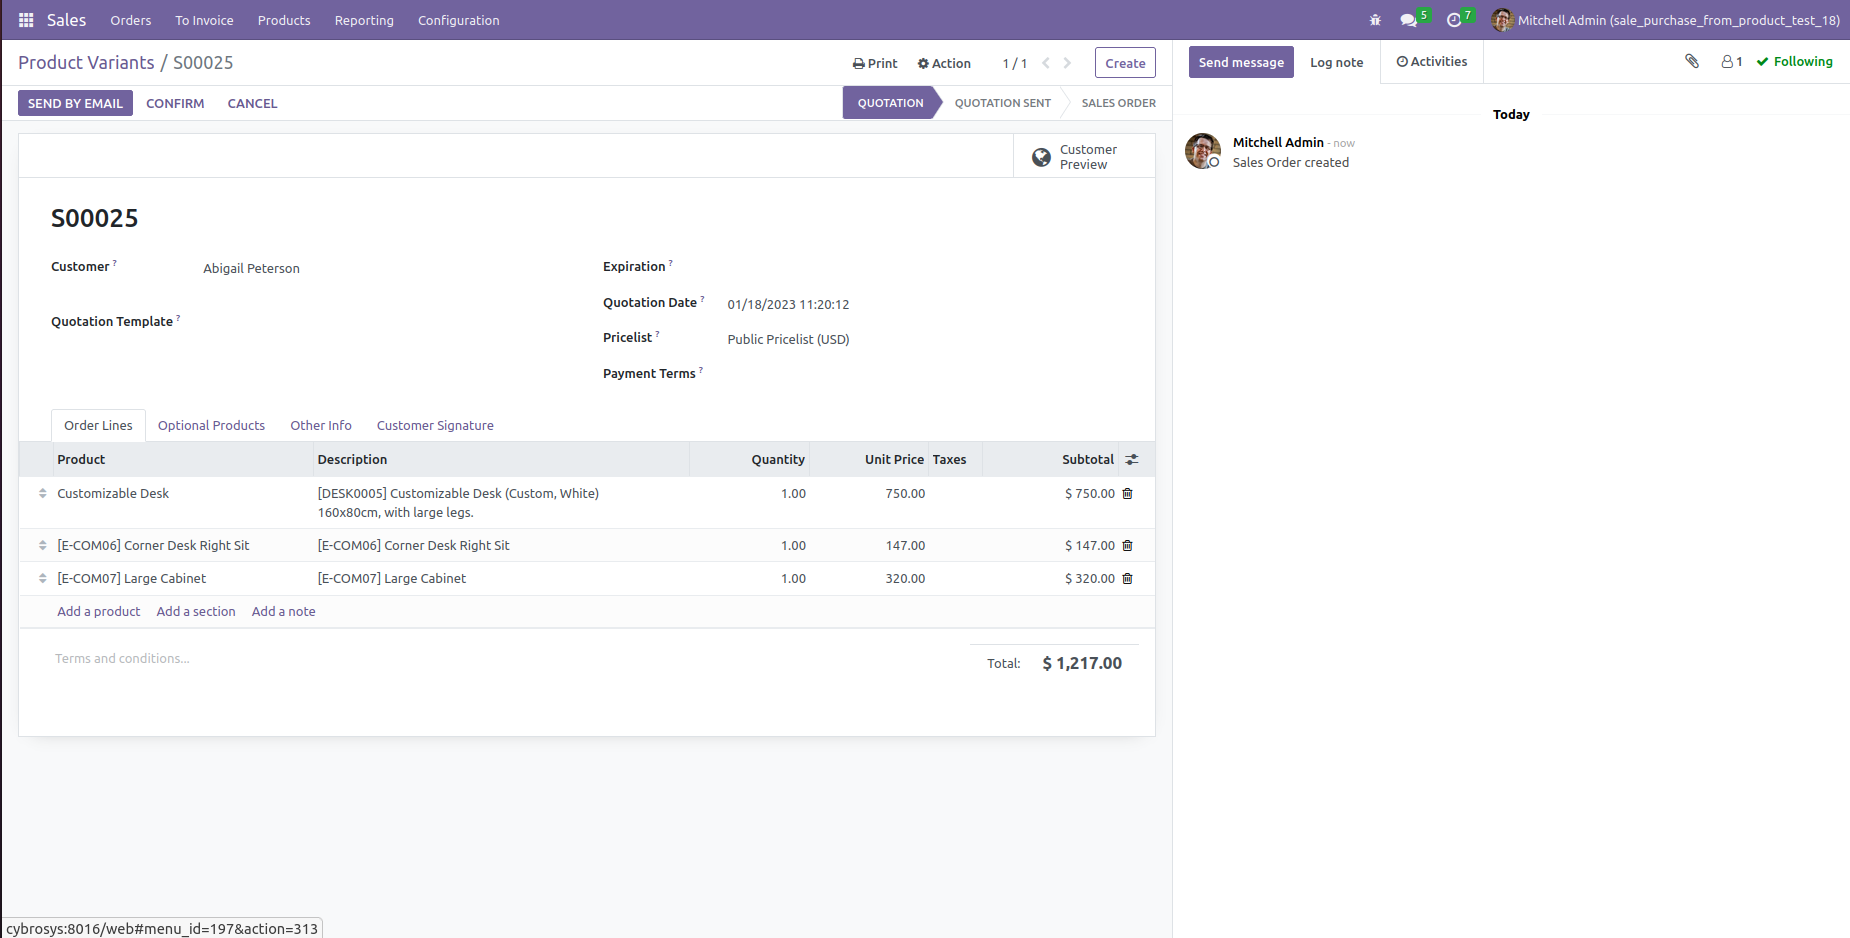 Sales Orders To Invoice Products Reporting Configuration 5 7 Mitchell Admin (sale_purchase_from_product_test_18)
Product Variants / S00025 Print Action 1 / 1 Create
Send message Log note Activities 1 Following
SEND BY EMAIL CONFIRM CANCEL QUOTATION QUOTATION SENT SALES ORDER
Today
Mitchell Admin - now
Sales Order created
Customer
Preview
S00025
Customer ? Abigail Peterson
Quotation Template ?
Expiration ?
Quotation Date ? 01/18/2023 11:20:12
Pricelist ? Public Pricelist (USD)
Payment Terms ?
Order Lines Optional Products Other Info Customer Signature
Product Description Quantity Unit Price Taxes Subtotal
Customizable Desk [DESK0005] Customizable Desk (Custom, White) 1.00 750.00 $ 750.00
160x80cm, with large legs.
[E-COM06] Corner Desk Right Sit [E-COM06] Corner Desk Right Sit 1.00 147.00 $ 147.00
[E-COM07] Large Cabinet [E-COM07] Large Cabinet 1.00 320.00 $ 320.00
Add a product Add a section Add a note
Terms and conditions... Total: $ 1,217.00
cybrosys:8016/web#menu_id=197&action=313